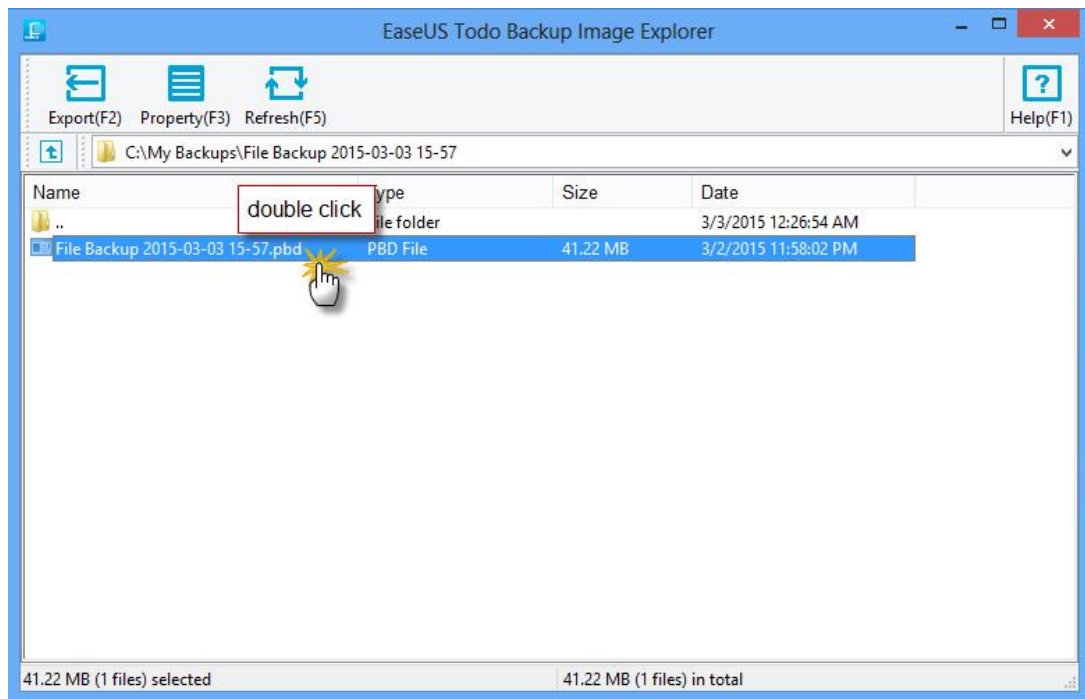 EaseUS Todo Backup Image Explorer
Export(F2) Property(F3) Refresh(F5) Help(F1)
C:\My Backups\File Backup 2015-03-03 15-57
Name ype Size Date
double click
.. ile folder 3/3/2015 12:26:54 AM
File Backup 2015-03-03 15-57.pbd PBD File 41.22 MB 3/2/2015 11:58:02 PM
41.22 MB (1 files) selected 41.22 MB (1 files) in total